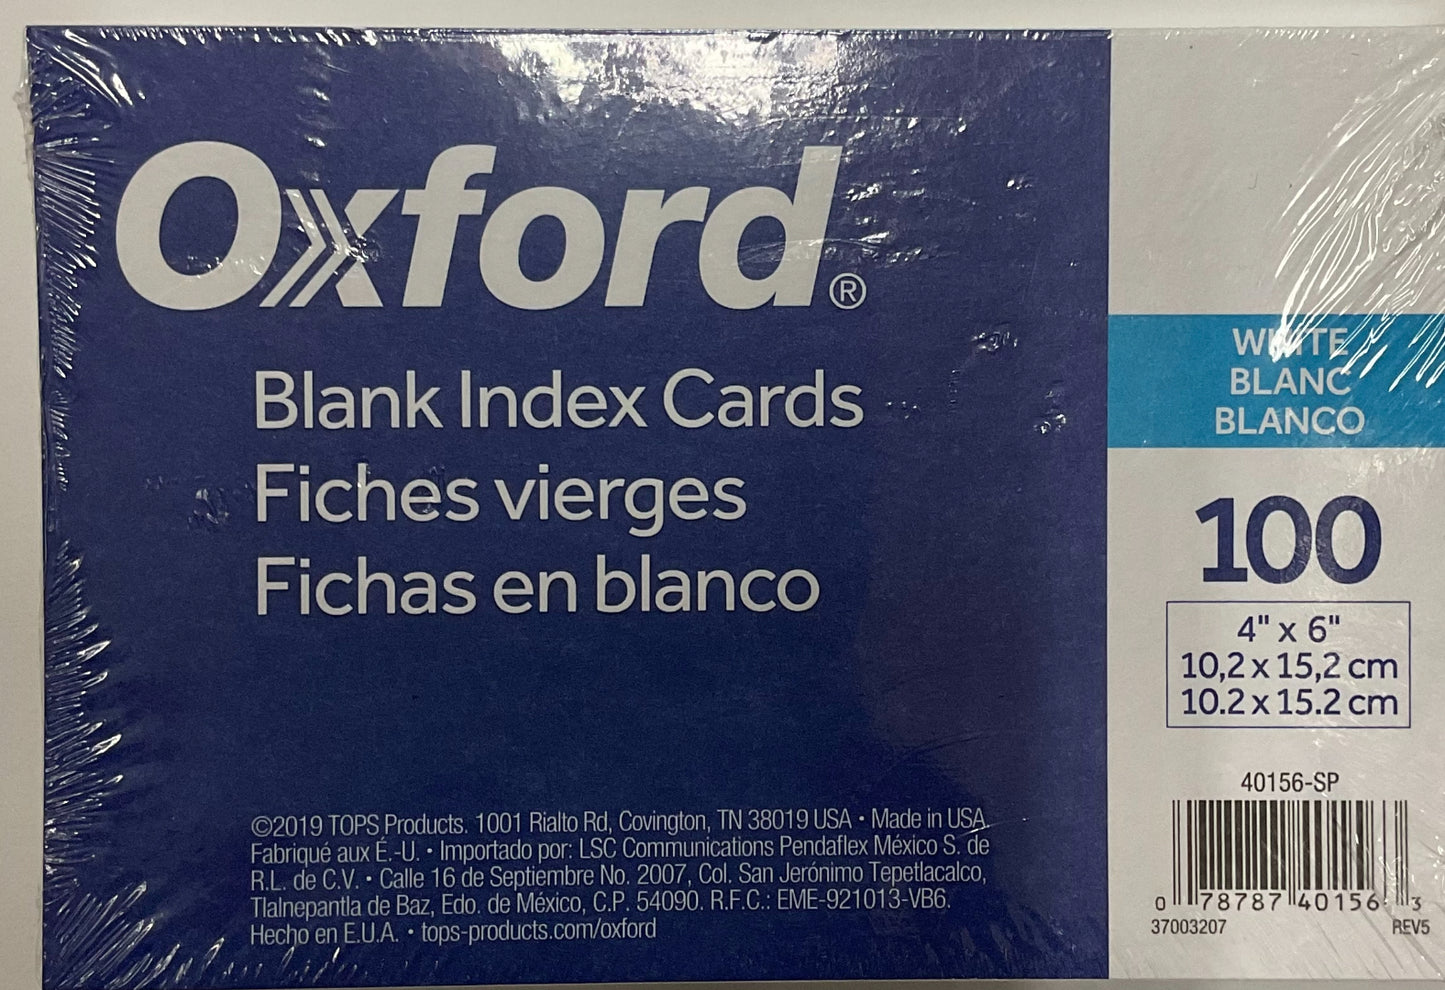 Oxford®
Blank Index Cards
Fiches vierges
Fichas en blanco
©2019 TOPS Products. 1001 Rialto Rd, Covington, TN 38019 USA • Made in USA.
Fabriqué aux É.-U. • Importado por: LSC Communications Pendaflex México S. de
R.L. de C.V. • Calle 16 de Septiembre No. 2007, Col. San Jerónimo Tepetlacalco,
Tlalnepantla de Baz, Edo. de México, C.P. 54090. R.F.C.: EME-921013-VB6.
Hecho en E.U.A. • tops-products.com/oxford
WHITE
BLANC
BLANCO
100
4" x 6"
10,2 x 15,2 cm
10.2 x 15.2 cm
40156-SP
0 78787 40156 3
37003207 REV5